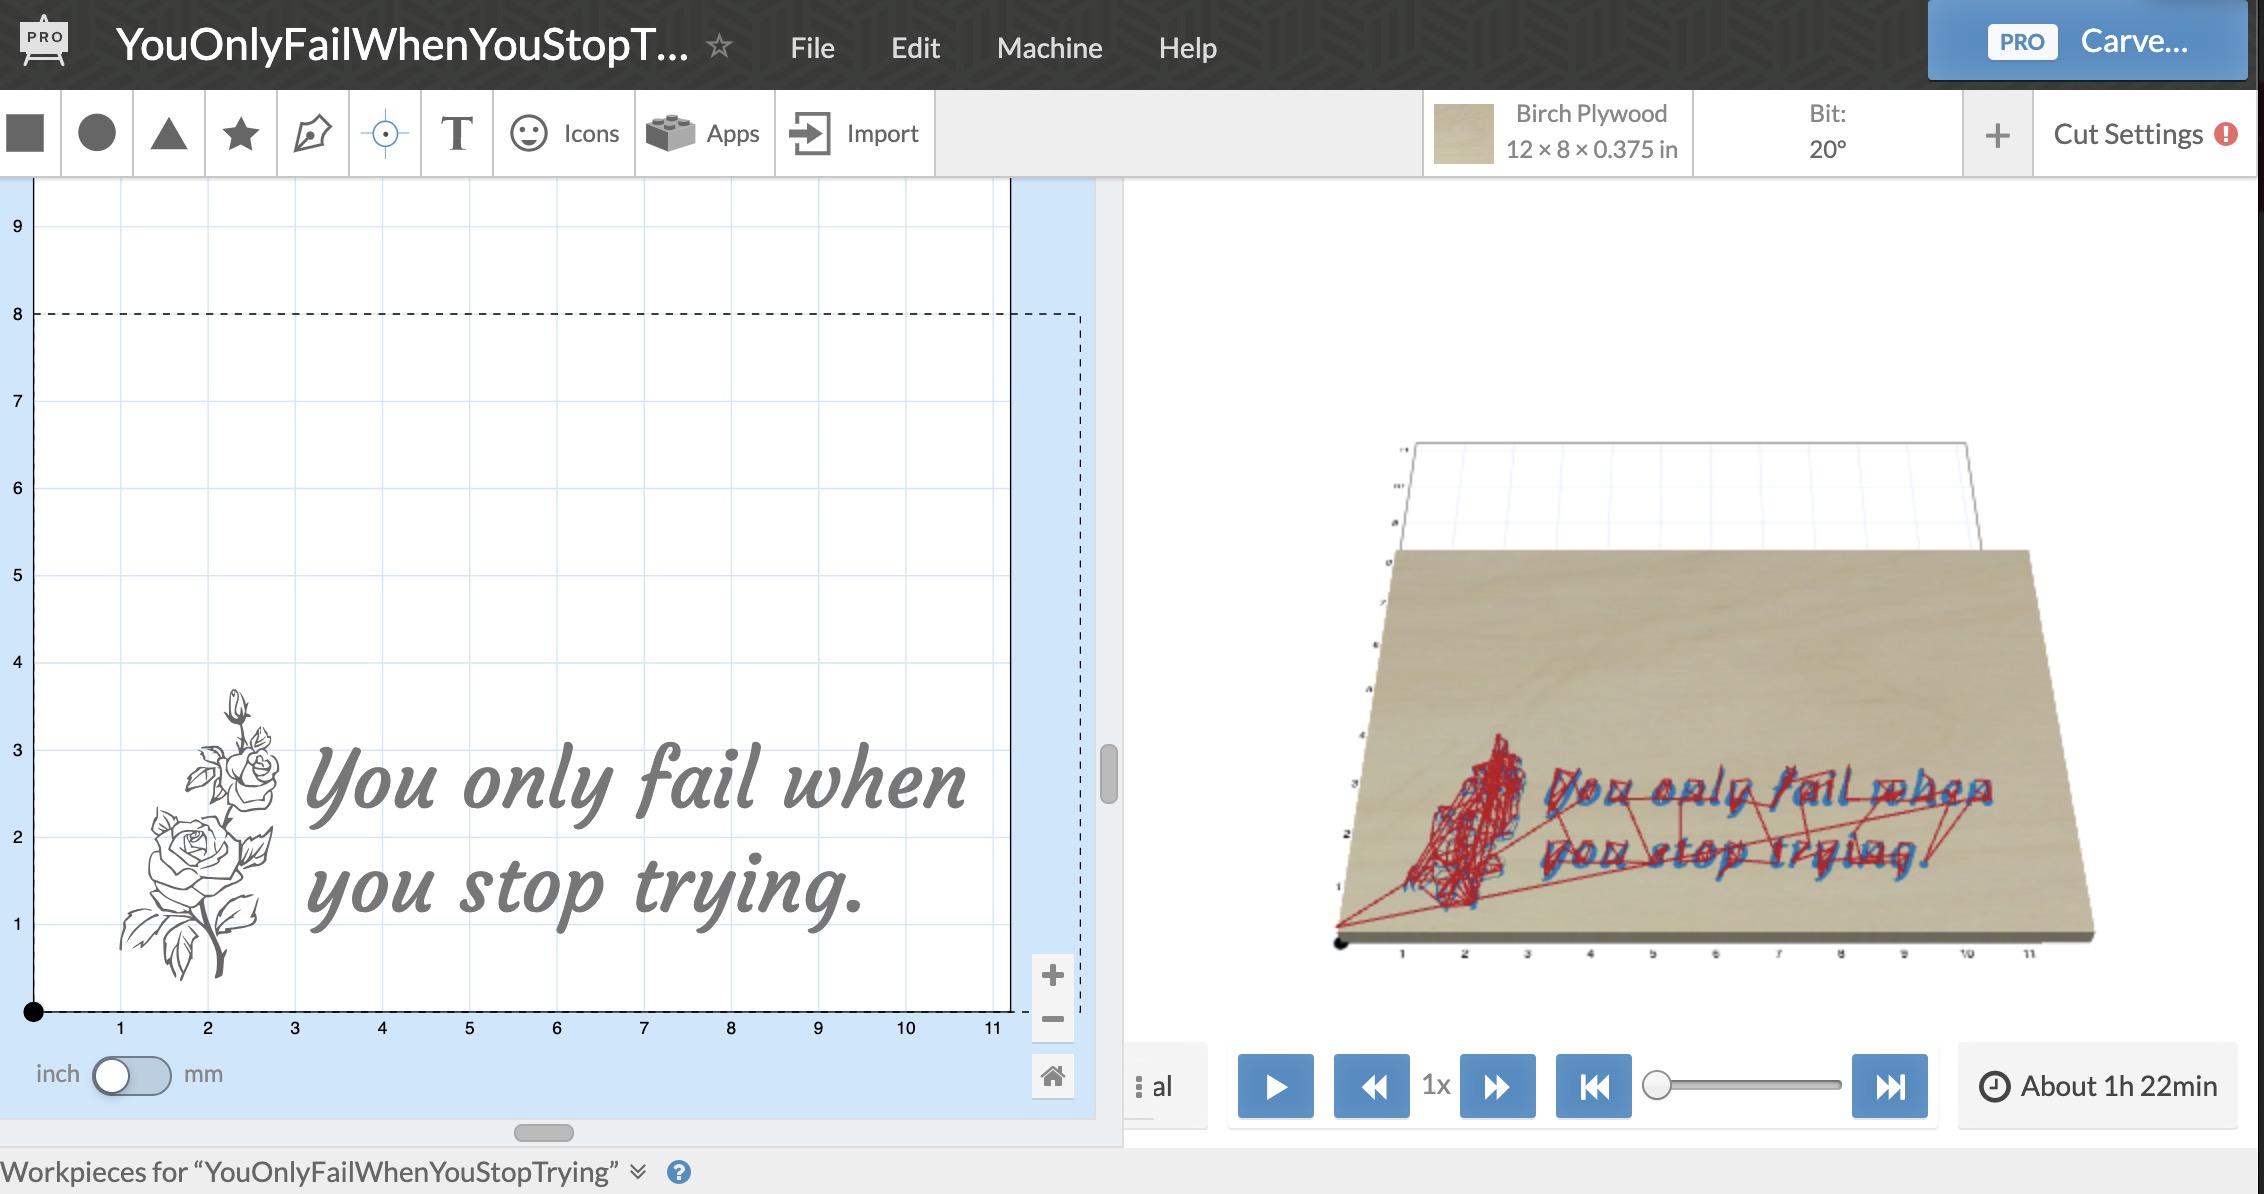 PRO YouOnlyFailWhenYouStopT... File Edit Machine Help PRO Carve...
T Icons Apps Import
Birch Plywood
12 × 8 × 0.375 in
Bit:
20°
+ Cut Settings !
9
8
7
6
5
4
3
2
1
You only fail when
you stop trying.
1 2 3 4 5 6 7 8 9 10 11
inch mm
You only fail when
you stop trying.
4
3
2
1
1 2 3 4 5 6 7 8 9 10 11
al 1x About 1h 22min
Workpieces for “YouOnlyFailWhenYouStopTrying” ?